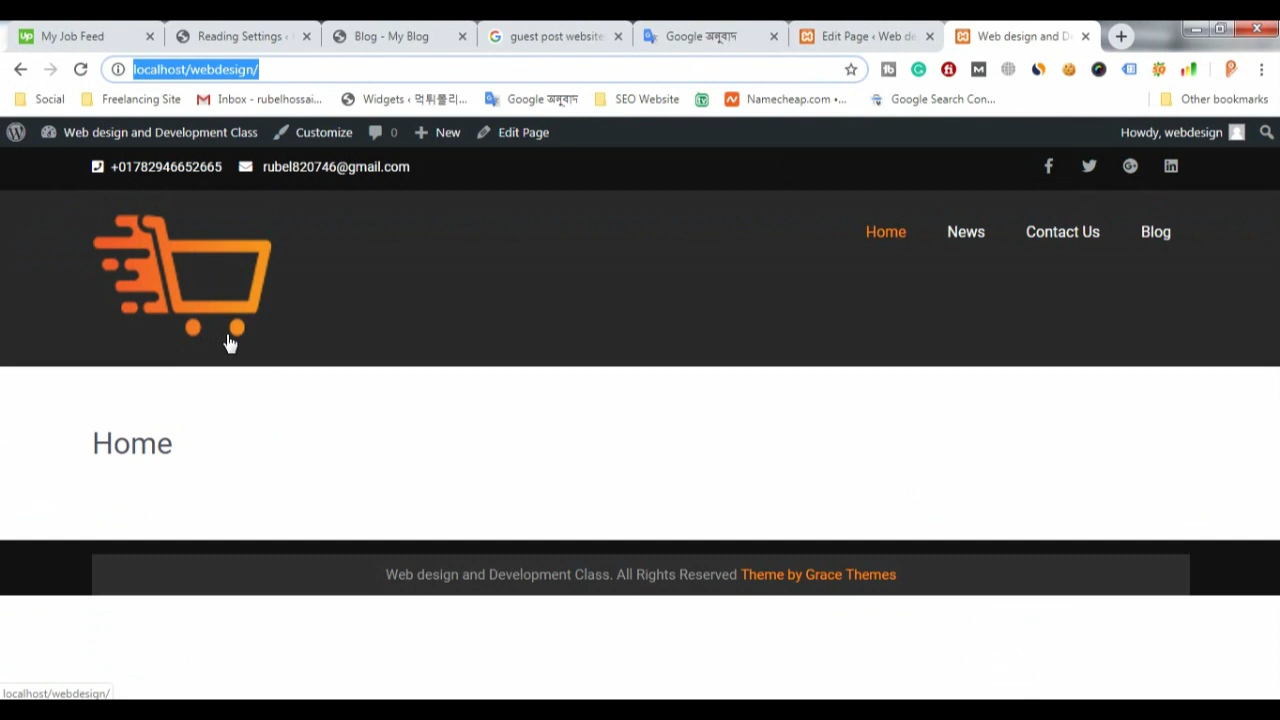 My Job Feed
Reading Settings ‹
Blog - My Blog
guest post website
Google অনুবাদ
Edit Page ‹ Web de
Web design and D
localhost/webdesign/
Social
Freelancing Site
Inbox - rubelhossai...
Widgets ‹ 먹튀폴리...
Google অনুবাদ
SEO Website
Namecheap.com •...
Google Search Con...
Other bookmarks
Web design and Development Class
Customize
0
New
Edit Page
Howdy, webdesign
+01782946652665
rubel820746@gmail.com
Home
News
Contact Us
Blog
Home
Web design and Development Class. All Rights Reserved Theme by Grace Themes
localhost/webdesign/